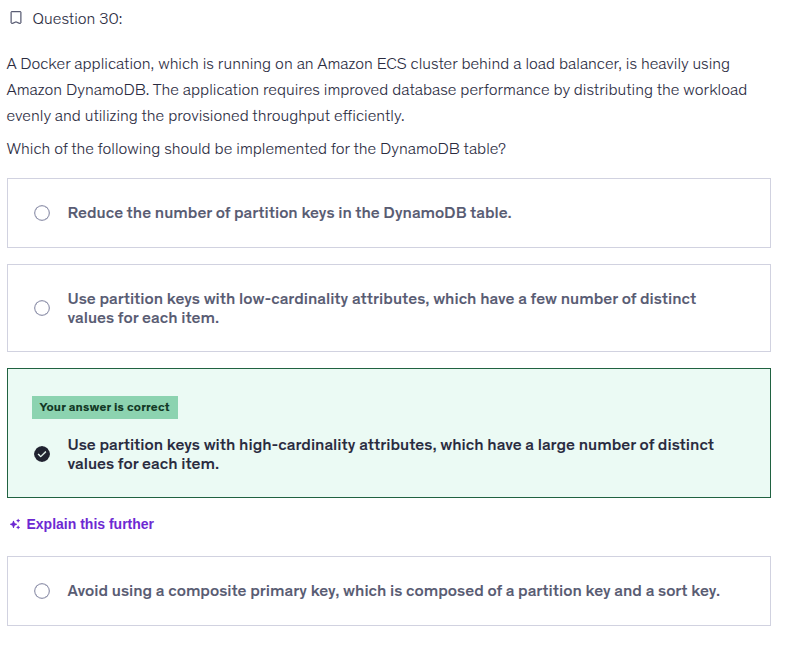 Question 30:
A Docker application, which is running on an Amazon ECS cluster behind a load balancer, is heavily using
Amazon DynamoDB. The application requires improved database performance by distributing the workload
evenly and utilizing the provisioned throughput efficiently.
Which of the following should be implemented for the DynamoDB table?
Reduce the number of partition keys in the DynamoDB table.
Use partition keys with low-cardinality attributes, which have a few number of distinct
values for each item.
Your answer is correct
Use partition keys with high-cardinality attributes, which have a large number of distinct
values for each item.
Explain this further
Avoid using a composite primary key, which is composed of a partition key and a sort key.